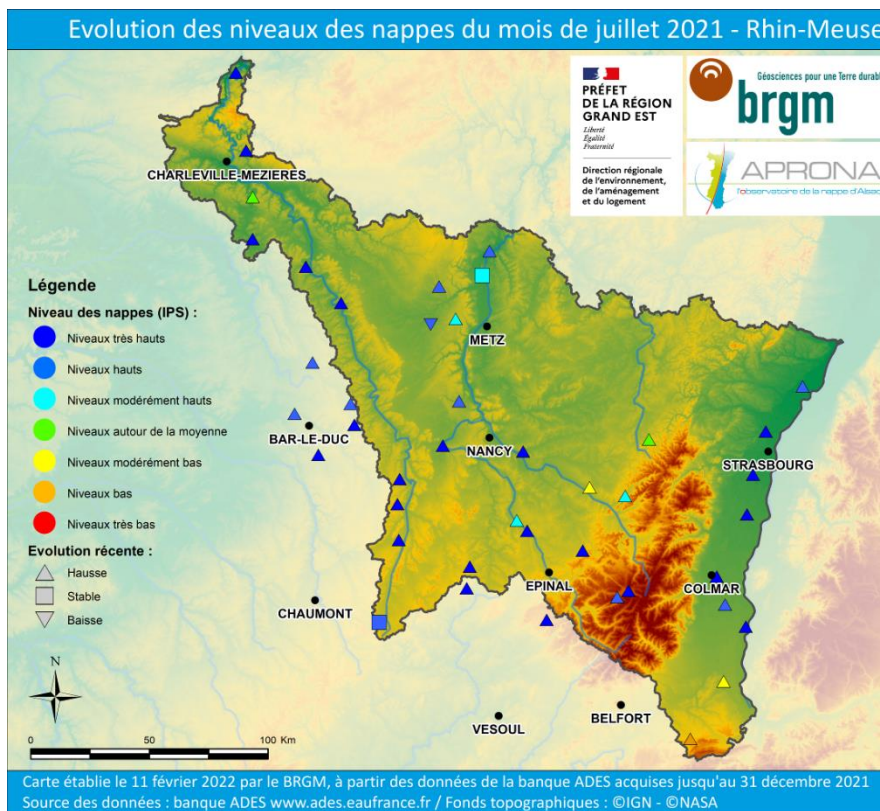 Evolution des niveaux des nappes du mois de juillet 2021 - Rhin-Meuse
PRÉFET
DE LA RÉGION
GRAND EST
Liberté
Égalité
Fraternité
Direction régionale
de l'environnement,
de l'aménagement
et du logement
Géosciences pour une Terre durable
brgm
APRONA
l'observatoire de la nappe d'Alsace
CHARLEVILLE-MEZIERES
METZ
BAR-LE-DUC
NANCY
STRASBOURG
EPINAL
COLMAR
CHAUMONT
VESOUL
BELFORT
Légende
Niveau des nappes (IPS) :
Niveaux très hauts
Niveaux hauts
Niveaux modérément hauts
Niveaux autour de la moyenne
Niveaux modérément bas
Niveaux bas
Niveaux très bas
Evolution récente :
Hausse
Stable
Baisse
N
0 50 100 Km
Carte établie le 11 février 2022 par le BRGM, à partir des données de la banque ADES acquises jusqu'au 31 décembre 2021
Source des données : banque ADES www.ades.eaufrance.fr / Fonds topographiques : ©IGN - ©NASA